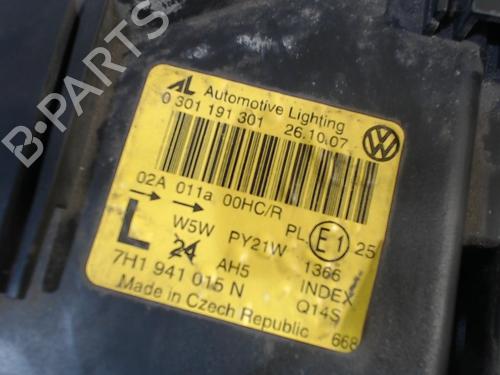 AL Automotive Lighting
0 301 191 301 26.10.07
02A 011a 00HC/R
PL E1 25
W5W PY21W 1366
L 24 AH5 INDEX
7H1 941 015 N Q14S
Made in Czech Republic 668
B-PARTS